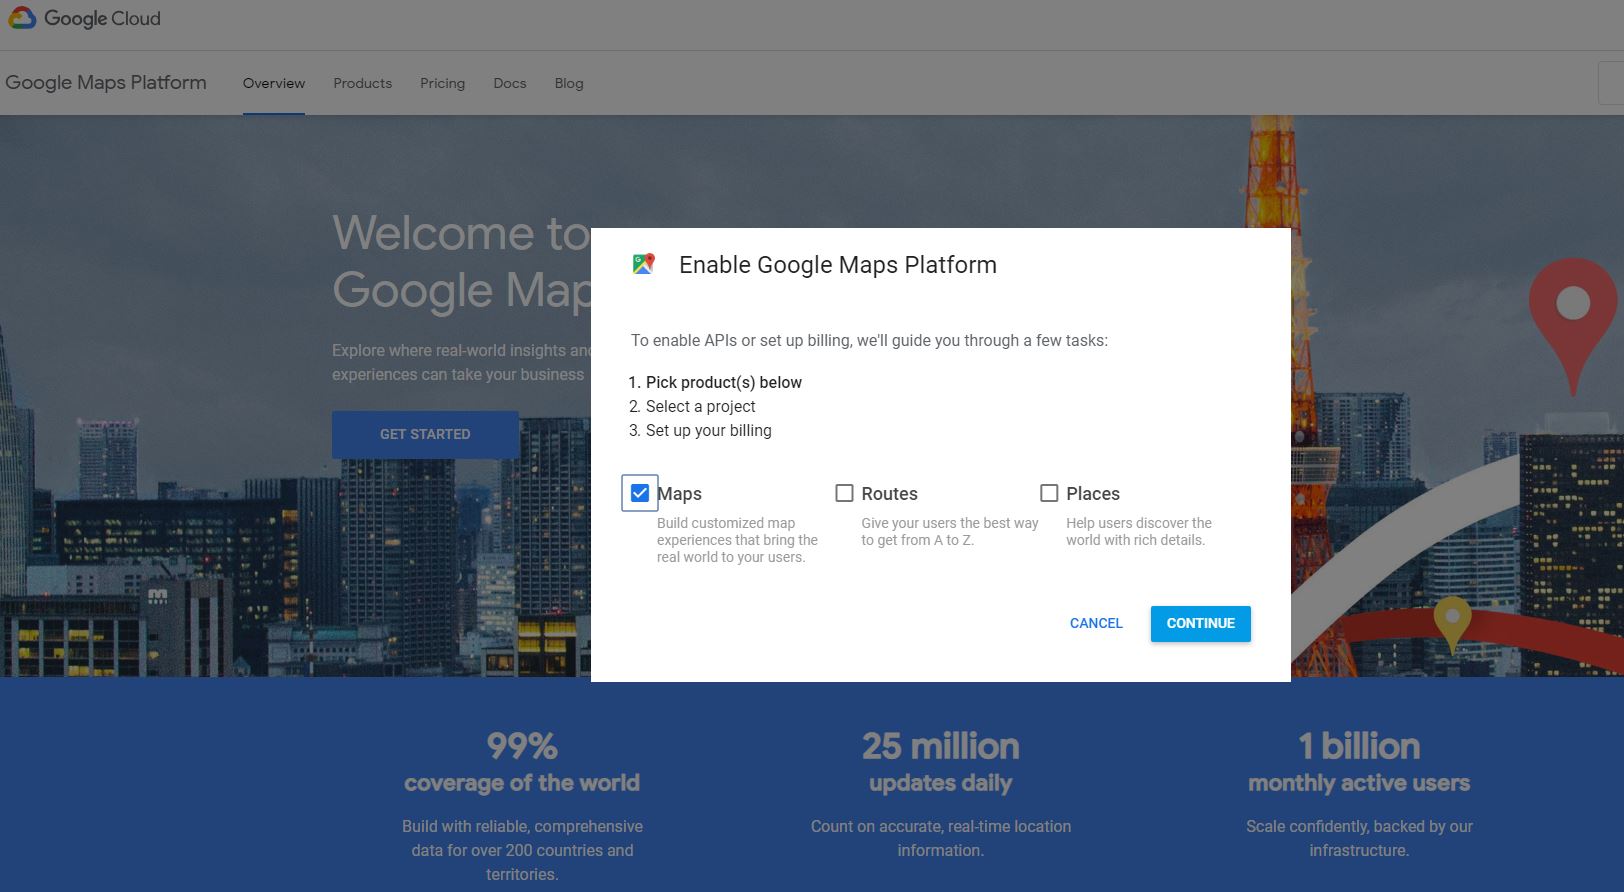 Google Cloud
Google Maps Platform
Overview
Products
Pricing
Docs
Blog
Welcome to
Google Map
Explore where real-world insights and
experiences can take your business
GET STARTED
Enable Google Maps Platform
To enable APIs or set up billing, we'll guide you through a few tasks:
1. Pick product(s) below
2. Select a project
3. Set up your billing
Maps
Build customized map
experiences that bring the
real world to your users.
Routes
Give your users the best way
to get from A to Z.
Places
Help users discover the
world with rich details.
CANCEL
CONTINUE
99%
coverage of the world
Build with reliable, comprehensive
data for over 200 countries and
territories.
25 million
updates daily
Count on accurate, real-time location
information.
1 billion
monthly active users
Scale confidently, backed by our
infrastructure.